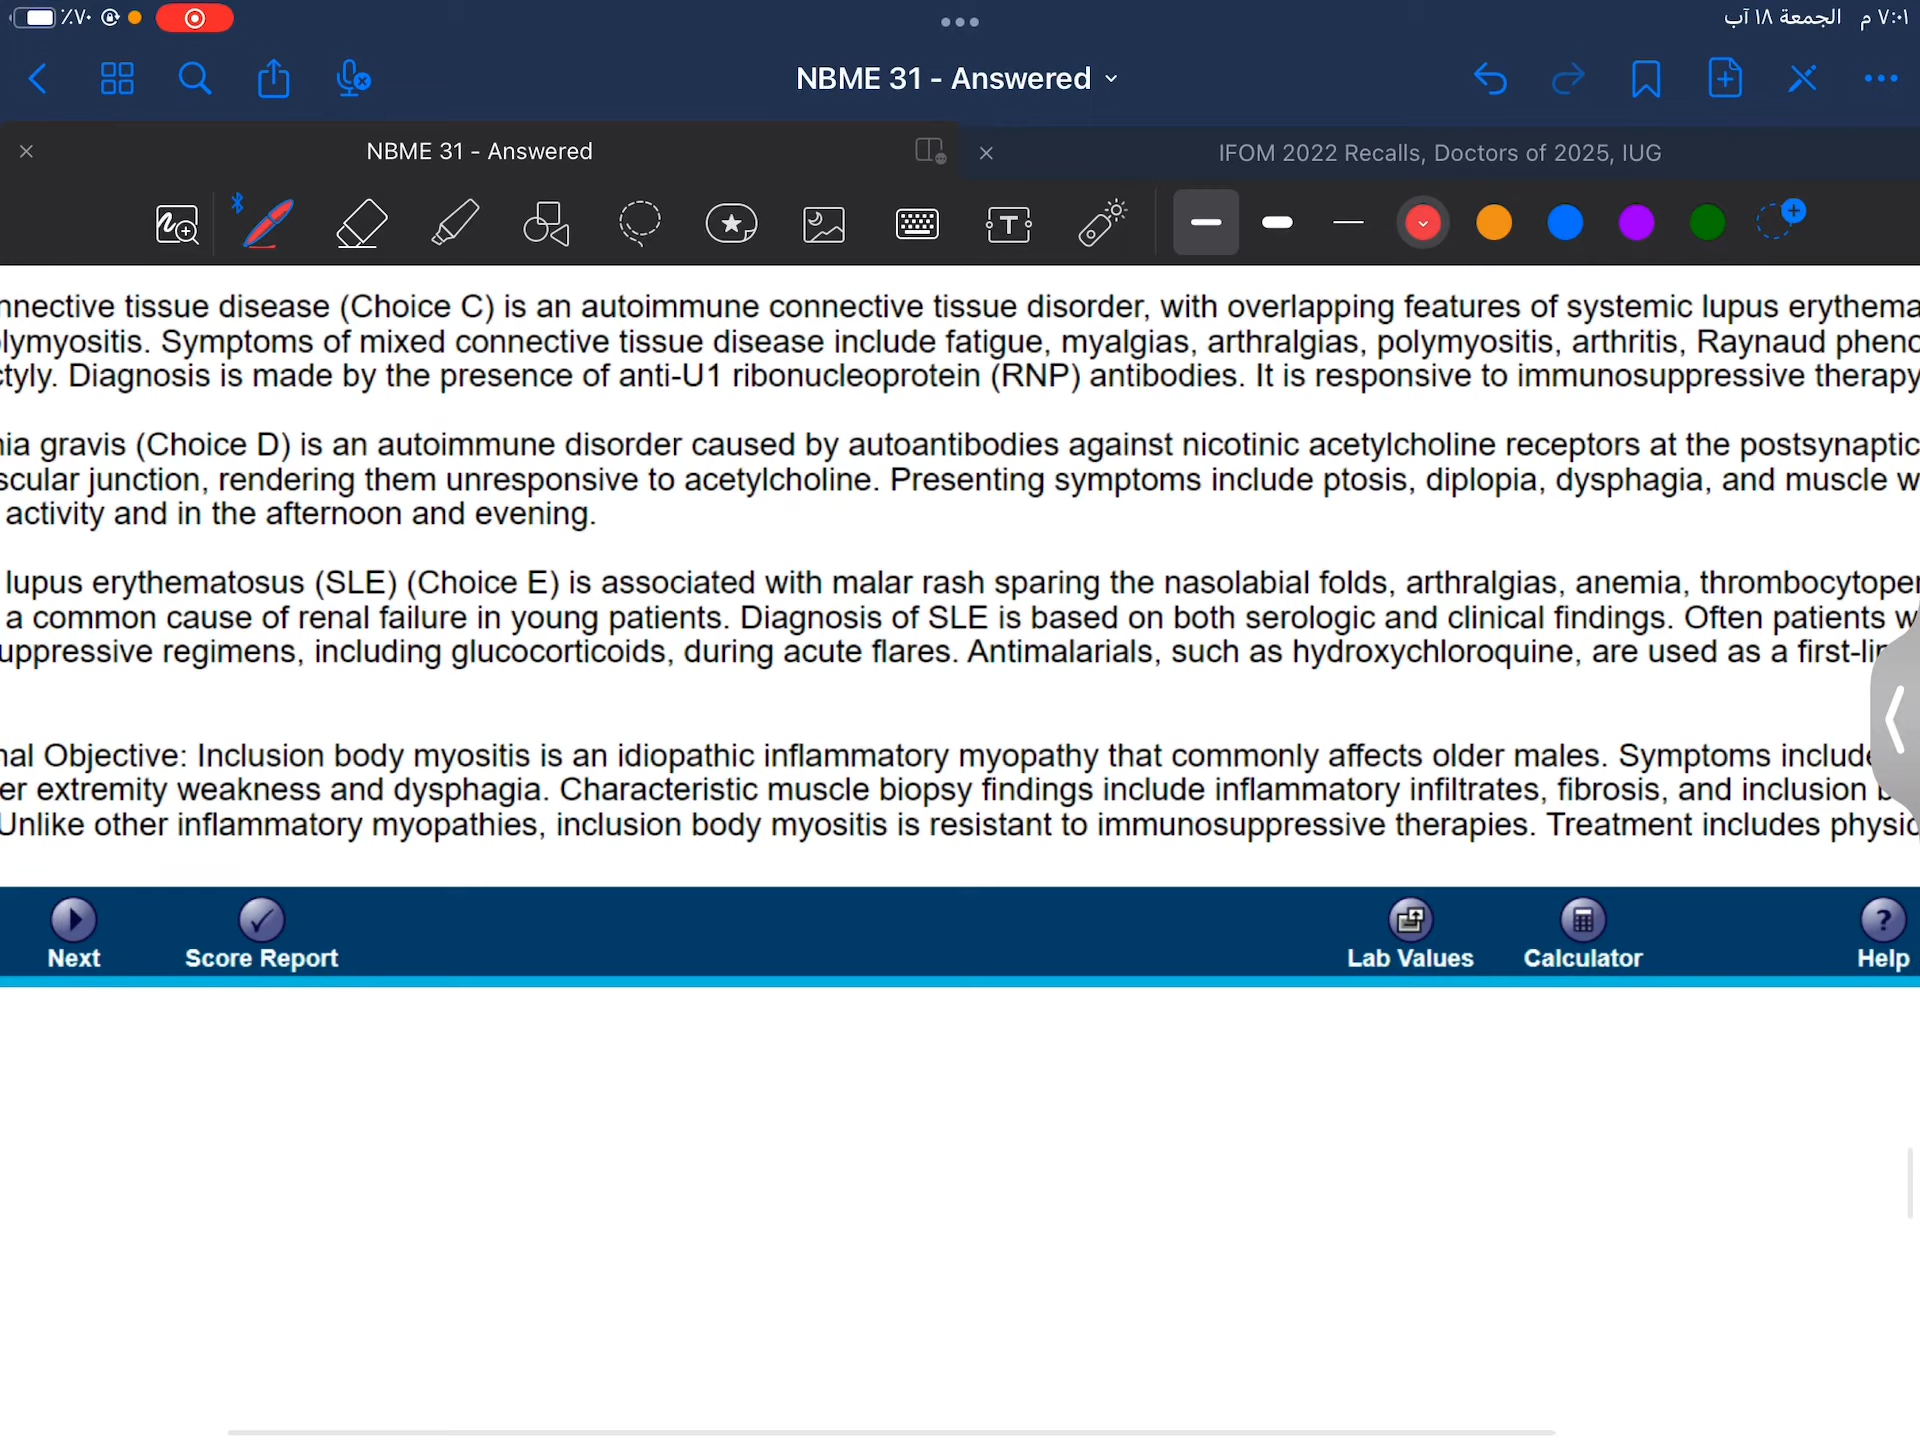 ٪٧٠
الجمعة ١٨ آب ٧:٠١ م
NBME 31 - Answered
NBME 31 - Answered
IFOM 2022 Recalls, Doctors of 2025, IUG
T
nnective tissue disease (Choice C) is an autoimmune connective tissue disorder, with overlapping features of systemic lupus erythema
lymyositis. Symptoms of mixed connective tissue disease include fatigue, myalgias, arthralgias, polymyositis, arthritis, Raynaud pheno
ctyly. Diagnosis is made by the presence of anti-U1 ribonucleoprotein (RNP) antibodies. It is responsive to immunosuppressive therapy
nia gravis (Choice D) is an autoimmune disorder caused by autoantibodies against nicotinic acetylcholine receptors at the postsynaptic
scular junction, rendering them unresponsive to acetylcholine. Presenting symptoms include ptosis, diplopia, dysphagia, and muscle w
activity and in the afternoon and evening.
lupus erythematosus (SLE) (Choice E) is associated with malar rash sparing the nasolabial folds, arthralgias, anemia, thrombocytoper
a common cause of renal failure in young patients. Diagnosis of SLE is based on both serologic and clinical findings. Often patients w
uppressive regimens, including glucocorticoids, during acute flares. Antimalarials, such as hydroxychloroquine, are used as a first-lin
nal Objective: Inclusion body myositis is an idiopathic inflammatory myopathy that commonly affects older males. Symptoms include
er extremity weakness and dysphagia. Characteristic muscle biopsy findings include inflammatory infiltrates, fibrosis, and inclusion b
Unlike other inflammatory myopathies, inclusion body myositis is resistant to immunosuppressive therapies. Treatment includes physic
Next Score Report Lab Values Calculator Help